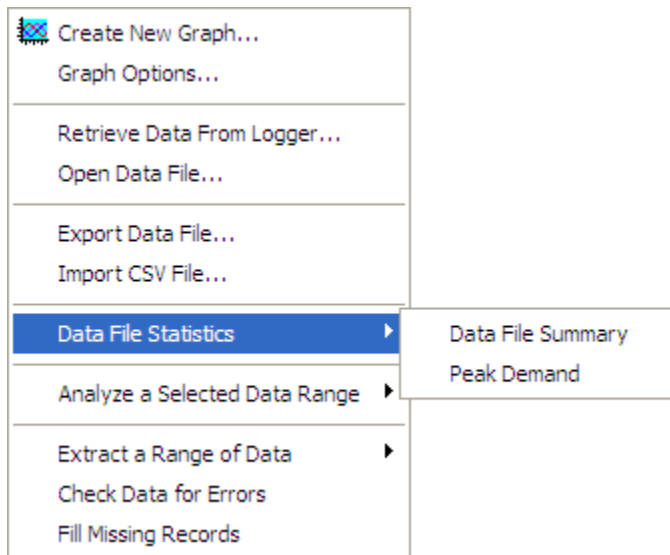 Create New Graph...
Graph Options...
Retrieve Data From Logger...
Open Data File...
Export Data File...
Import CSV File...
Data File Statistics
Data File Summary
Peak Demand
Analyze a Selected Data Range
Extract a Range of Data
Check Data for Errors
Fill Missing Records